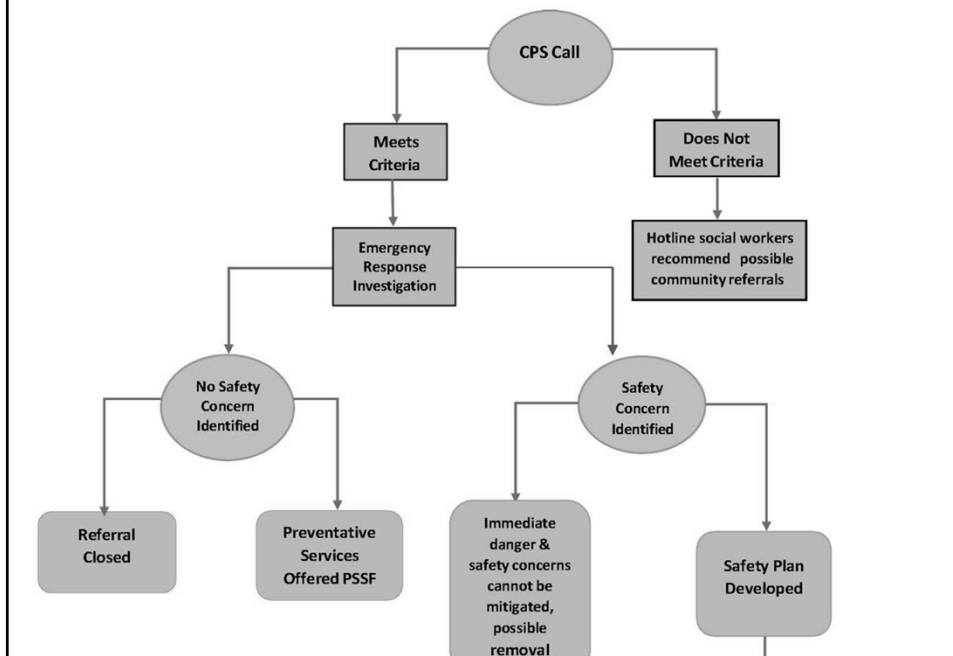 CPS Call
Meets
Criteria
Does Not
Meet Criteria
Emergency
Response
Investigation
Hotline social workers
recommend possible
community referrals
No Safety
Concern
Identified
Safety
Concern
Identified
Referral
Closed
Preventative
Services
Offered PSSF
Immediate
danger &
safety concerns
cannot be
mitigated,
possible
removal
Safety Plan
Developed